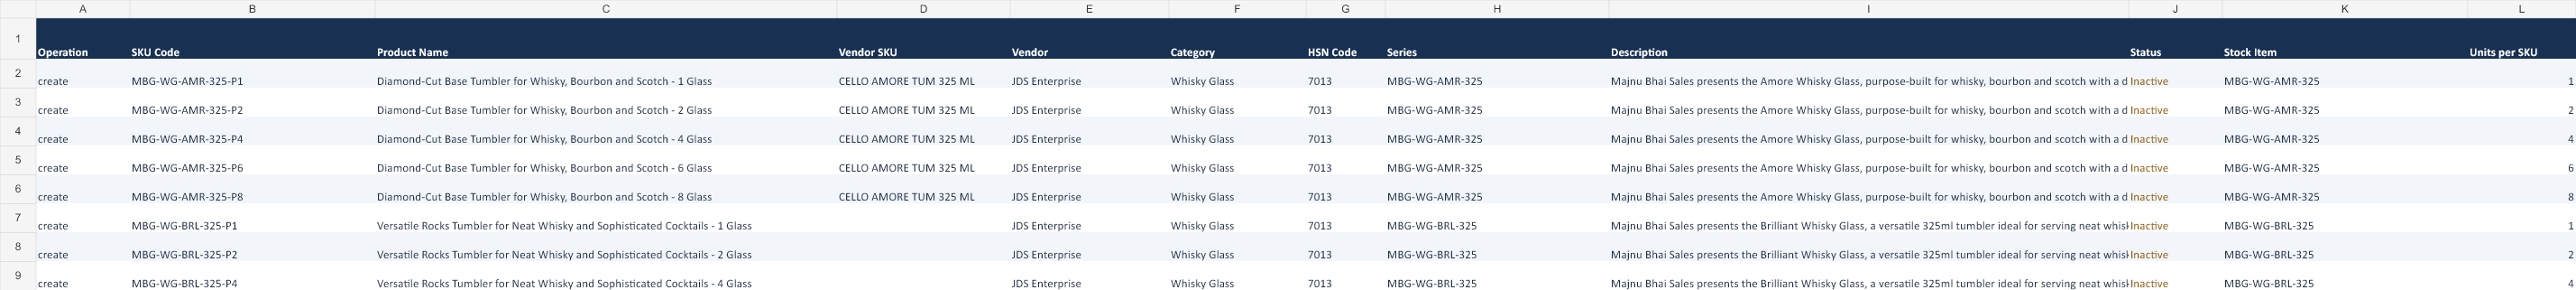 A B C D E F G H I J K L
1 Operation SKU Code Product Name Vendor SKU Vendor Category HSN Code Series Description Status Stock Item Units per SKU
2 create MBG-WG-AMR-325-P1 Diamond-Cut Base Tumbler for Whisky, Bourbon and Scotch - 1 Glass CELLO AMORE TUM 325 ML JDS Enterprise Whisky Glass 7013 MBG-WG-AMR-325 Majnu Bhai Sales presents the Amore Whisky Glass, purpose-built for whisky, bourbon and scotch with a d Inactive MBG-WG-AMR-325 1
3 create MBG-WG-AMR-325-P2 Diamond-Cut Base Tumbler for Whisky, Bourbon and Scotch - 2 Glass CELLO AMORE TUM 325 ML JDS Enterprise Whisky Glass 7013 MBG-WG-AMR-325 Majnu Bhai Sales presents the Amore Whisky Glass, purpose-built for whisky, bourbon and scotch with a d Inactive MBG-WG-AMR-325 2
4 create MBG-WG-AMR-325-P4 Diamond-Cut Base Tumbler for Whisky, Bourbon and Scotch - 4 Glass CELLO AMORE TUM 325 ML JDS Enterprise Whisky Glass 7013 MBG-WG-AMR-325 Majnu Bhai Sales presents the Amore Whisky Glass, purpose-built for whisky, bourbon and scotch with a d Inactive MBG-WG-AMR-325 4
5 create MBG-WG-AMR-325-P6 Diamond-Cut Base Tumbler for Whisky, Bourbon and Scotch - 6 Glass CELLO AMORE TUM 325 ML JDS Enterprise Whisky Glass 7013 MBG-WG-AMR-325 Majnu Bhai Sales presents the Amore Whisky Glass, purpose-built for whisky, bourbon and scotch with a d Inactive MBG-WG-AMR-325 6
6 create MBG-WG-AMR-325-P8 Diamond-Cut Base Tumbler for Whisky, Bourbon and Scotch - 8 Glass CELLO AMORE TUM 325 ML JDS Enterprise Whisky Glass 7013 MBG-WG-AMR-325 Majnu Bhai Sales presents the Amore Whisky Glass, purpose-built for whisky, bourbon and scotch with a d Inactive MBG-WG-AMR-325 8
7 create MBG-WG-BRL-325-P1 Versatile Rocks Tumbler for Neat Whisky and Sophisticated Cocktails - 1 Glass JDS Enterprise Whisky Glass 7013 MBG-WG-BRL-325 Majnu Bhai Sales presents the Brilliant Whisky Glass, a versatile 325ml tumbler ideal for serving neat whis Inactive MBG-WG-BRL-325 1
8 create MBG-WG-BRL-325-P2 Versatile Rocks Tumbler for Neat Whisky and Sophisticated Cocktails - 2 Glass JDS Enterprise Whisky Glass 7013 MBG-WG-BRL-325 Majnu Bhai Sales presents the Brilliant Whisky Glass, a versatile 325ml tumbler ideal for serving neat whis Inactive MBG-WG-BRL-325 2
9 create MBG-WG-BRL-325-P4 Versatile Rocks Tumbler for Neat Whisky and Sophisticated Cocktails - 4 Glass JDS Enterprise Whisky Glass 7013 MBG-WG-BRL-325 Majnu Bhai Sales presents the Brilliant Whisky Glass, a versatile 325ml tumbler ideal for serving neat whis Inactive MBG-WG-BRL-325 4